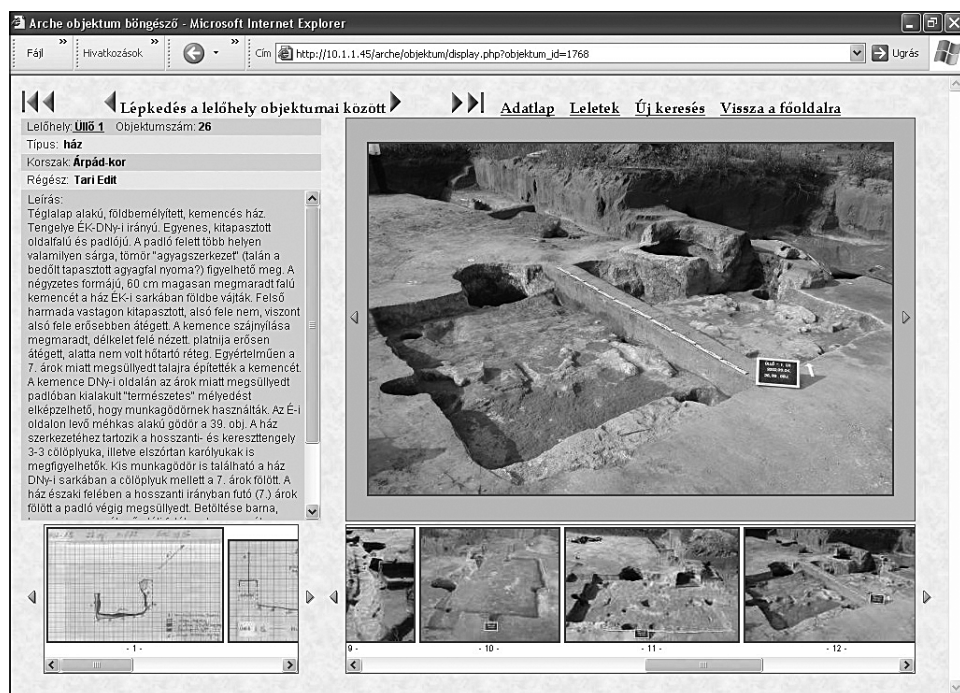 Arche objektum böngésző - Microsoft Internet Explorer
Fájl » Hivatkozások » » Cím http://10.1.1.45/arche/objektum/display.php?objektum_id=1768 Ugrás
Lépkedés a lelőhely objektumai között Adatlap Leletek Új keresés Vissza a főoldalra
Lelőhely: Üllő 1 Objektumszám: 26
Típus: ház
Korszak: Árpád-kor
Régész: Tari Edit
Leírás:
Téglalap alakú, földbemélyített, kemencés ház.
Tengelye ÉK-DNy-i irányú. Egyenes, kitapasztott
oldalfalú és padlójú. A padló felett több helyen
valamilyen sárga, tömör "agyagszerkezet" (talán a
bedőlt tapasztott agyagfal nyoma?) figyelhető meg. A
négyzetes formájú, 60 cm magasan megmaradt falú
kemencét a ház ÉK-i sarkában földbe vájták. Felső
harmada vastagon kitapasztott, alsó fele nem, viszont
alsó fele erősebben átégett. A kemence szájnyílása
megmaradt, délkelet felé nézett. platnija erősen
átégett, alatta nem volt hőtartó réteg. Egyértelműen a
7. árok miatt megsüllyedt talajra építették a kemencét.
A kemence DNy-i oldalán az árok miatt megsüllyedt
padlóban kialakult "természetes" mélyedést
elképzelhető, hogy munkagödörnek használták. Az É-i
oldalon levő méhkas alakú gödör a 39. obj. A ház
szerkezetéhez tartozik a hosszanti- és kereszttengely
3-3 cölöplyuka, illetve elszórtan karólyukak is
megfigyelhetők. Kis munkagödör is található a ház
DNy-i sarkában a cölöplyuk mellett a 7. árok fölött. A
ház északi felében a hosszanti irányban futó (7.) árok
fölött a padló végig megsüllyedt. Betöltése barna,
- 1 -
9 -
- 10 -
- 11 -
- 12 -